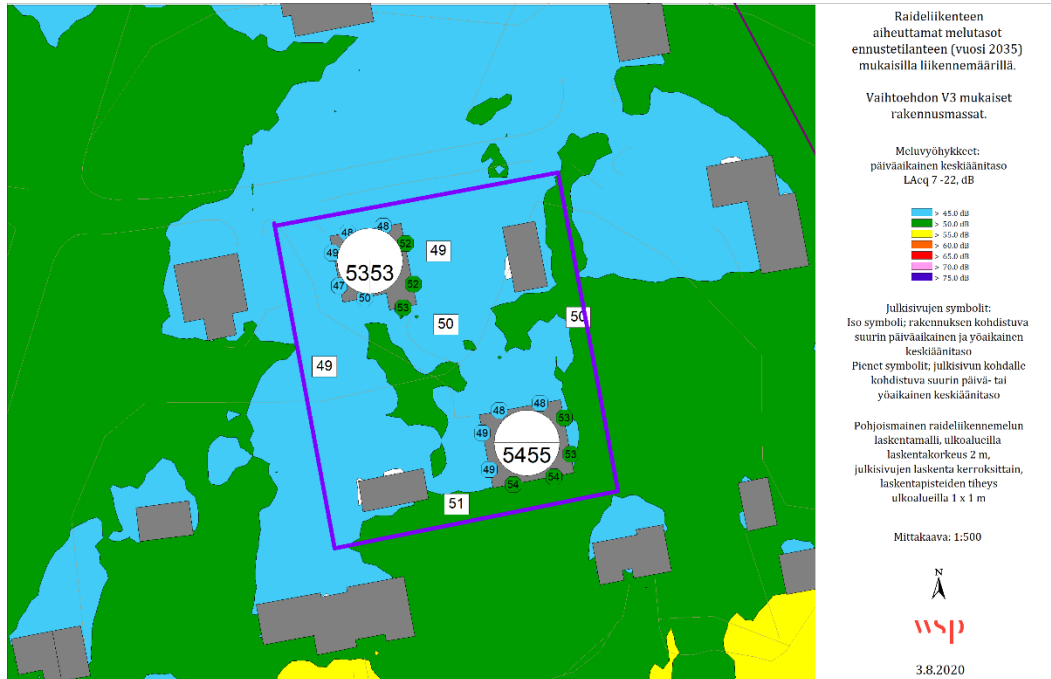 Raideliikenteen
aiheuttamat melutasot
ennustetilanteen (vuosi 2035)
mukaisilla liikennemäärillä.
Vaihtoehdon V3 mukaiset
rakennusmassat.
Meluvyöhykkeet:
päiväaikainen keskiäänitaso
LAeq 7 -22, dB
> 45.0 dB
> 50.0 dB
> 55.0 dB
> 60.0 dB
> 65.0 dB
> 70.0 dB
> 75.0 dB
Julkisivujen symbolit:
Iso symboli; rakennuksen kohdistuva
suurin päiväaikainen ja yöaikainen
keskiäänitaso
Pienet symbolit; julkisivun kohdalle
kohdistuva suurin päivä- tai
yöaikainen keskiäänitaso
Pohjoismainen raideliikennemelun
laskentamalli, ulkoalueilla
laskentakorkeus 2 m,
julkisivujen laskenta kerroksittain,
laskentapisteiden tiheys
ulkoalueilla 1 x 1 m
Mittakaava: 1:500
N
wsp
3.8.2020
48
48
52
49
49
5353
47
52
50
53
50
50
49
48
48
53
49
5455
53
49
54
54
51